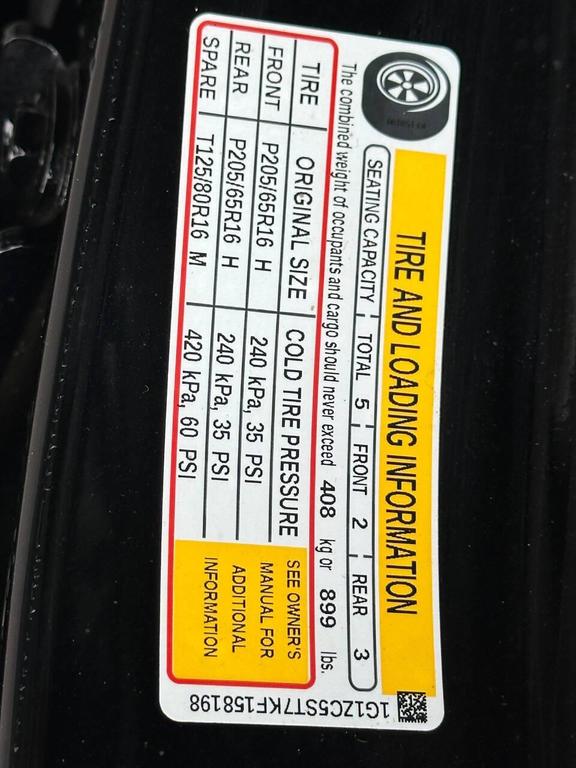 TIRE AND LOADING INFORMATION
SEATING CAPACITY TOTAL 5 FRONT 2 REAR 3
The combined weight of occupants and cargo should never exceed 408 kg or 899 lbs.
TIRE ORIGINAL SIZE COLD TIRE PRESSURE
FRONT P205/65R16 H 240 kPa, 35 PSI
REAR P205/65R16 H 240 kPa, 35 PSI
SPARE T125/80R16 M 420 kPa, 60 PSI
SEE OWNER'S
MANUAL FOR
ADDITIONAL
INFORMATION
1G1ZC5ST7KF158198